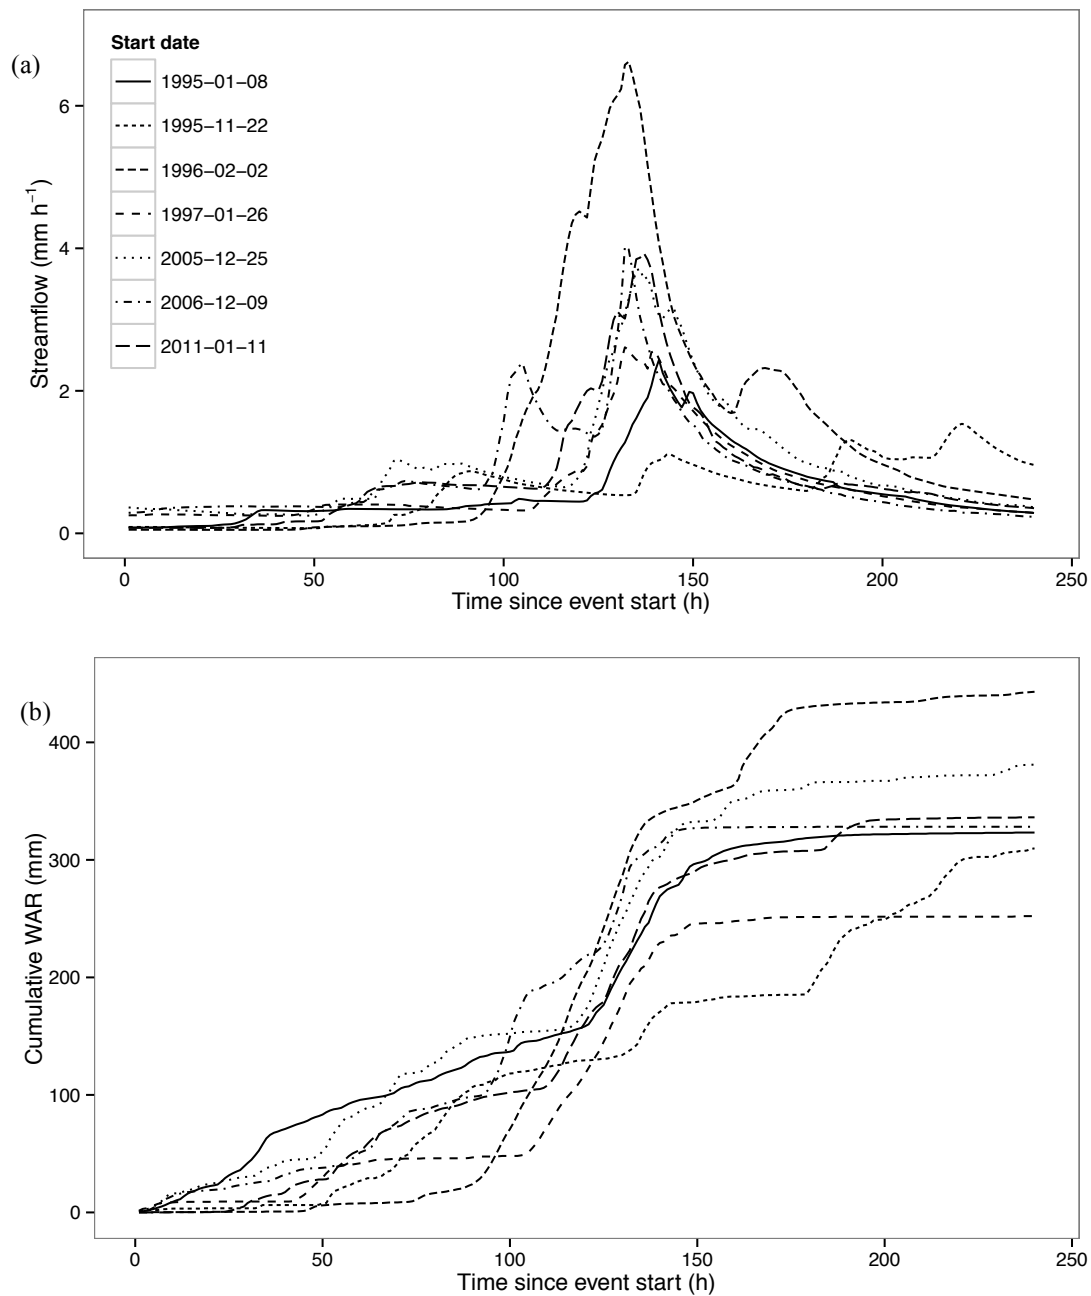 (a)
Start date
1995−01−08
1995−11−22
1996−02−02
1997−01−26
2005−12−25
2006−12−09
2011−01−11
Streamflow (mm h⁻¹)
6
4
2
0
0 50 100 150 200 250
Time since event start (h)
(b)
Cumulative WAR (mm)
400
300
200
100
0
0 50 100 150 200 250
Time since event start (h)